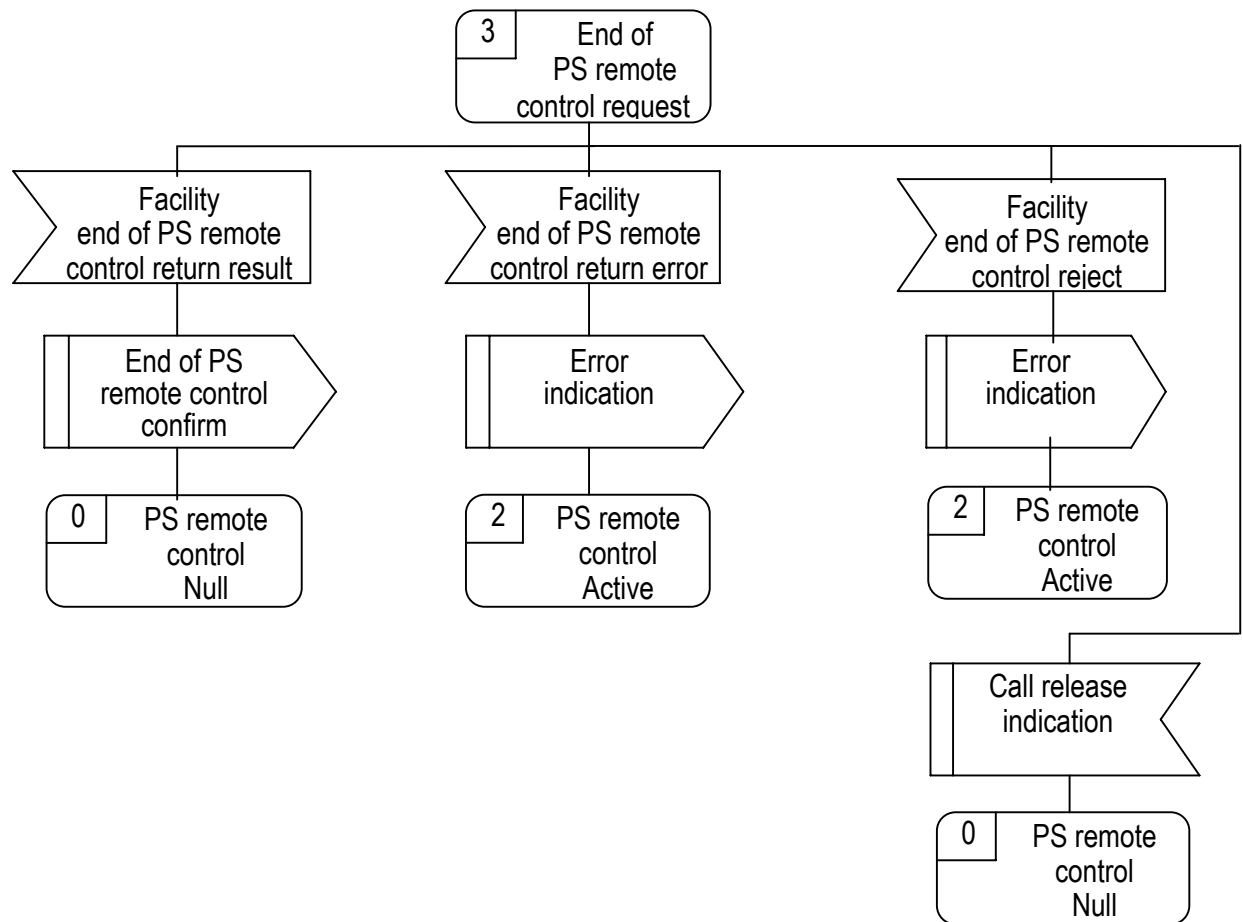 3
End of
PS remote
control request
Facility
end of PS remote
control return result
Facility
end of PS remote
control return error
Facility
end of PS remote
control reject
End of PS
remote control
confirm
Error
indication
Error
indication
0
PS remote
control
Null
2
PS remote
control
Active
2
PS remote
control
Active
Call release
indication
0
PS remote
control
Null